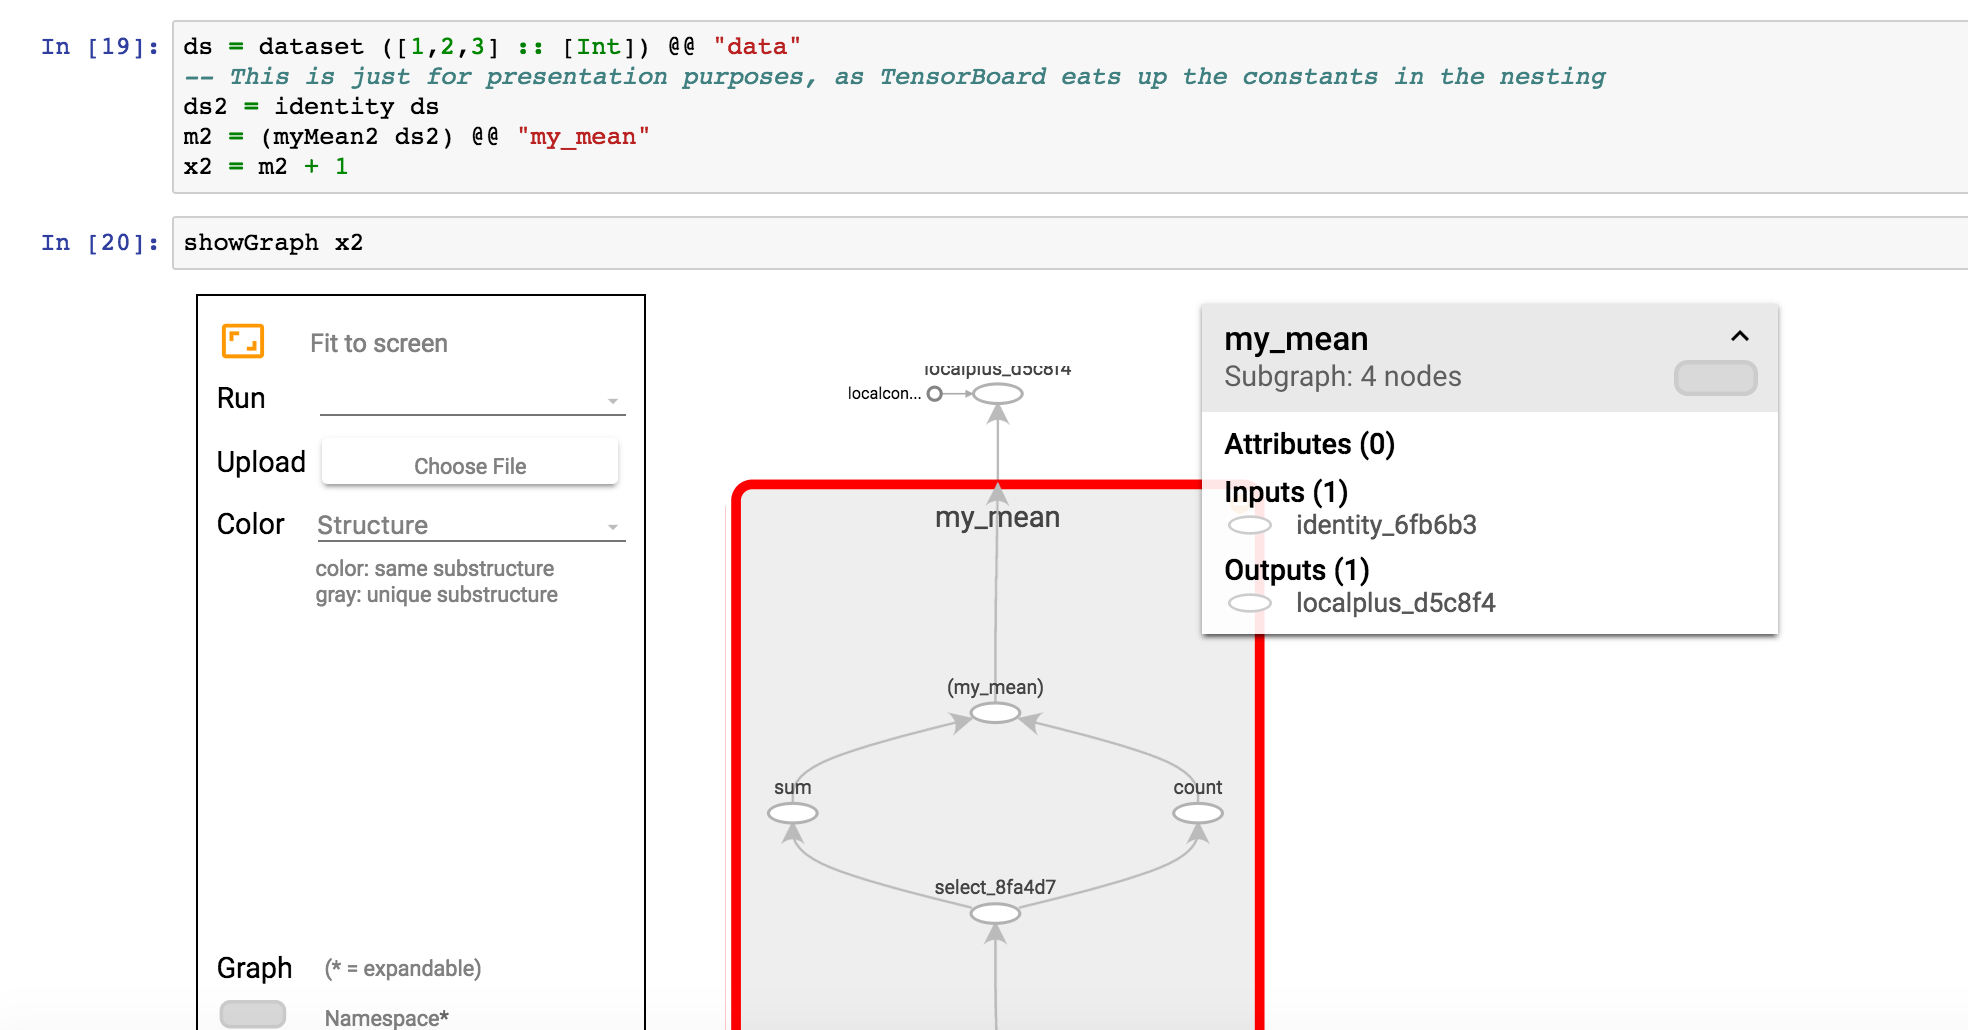 In [19]:
ds = dataset ([1,2,3] :: [Int]) @@ "data"
-- This is just for presentation purposes, as TensorBoard eats up the constants in the nesting
ds2 = identity ds
m2 = (myMean2 ds2) @@ "my_mean"
x2 = m2 + 1
In [20]:
showGraph x2
Fit to screen
Run
Upload
Choose File
Color
Structure
color: same substructure
gray: unique substructure
Graph
(* = expandable)
Namespace*
localplus_d5c8f4
localcon...
my_mean
(my_mean)
sum
count
select_8fa4d7
my_mean
Subgraph: 4 nodes
Attributes (0)
Inputs (1)
identity_6fb6b3
Outputs (1)
localplus_d5c8f4